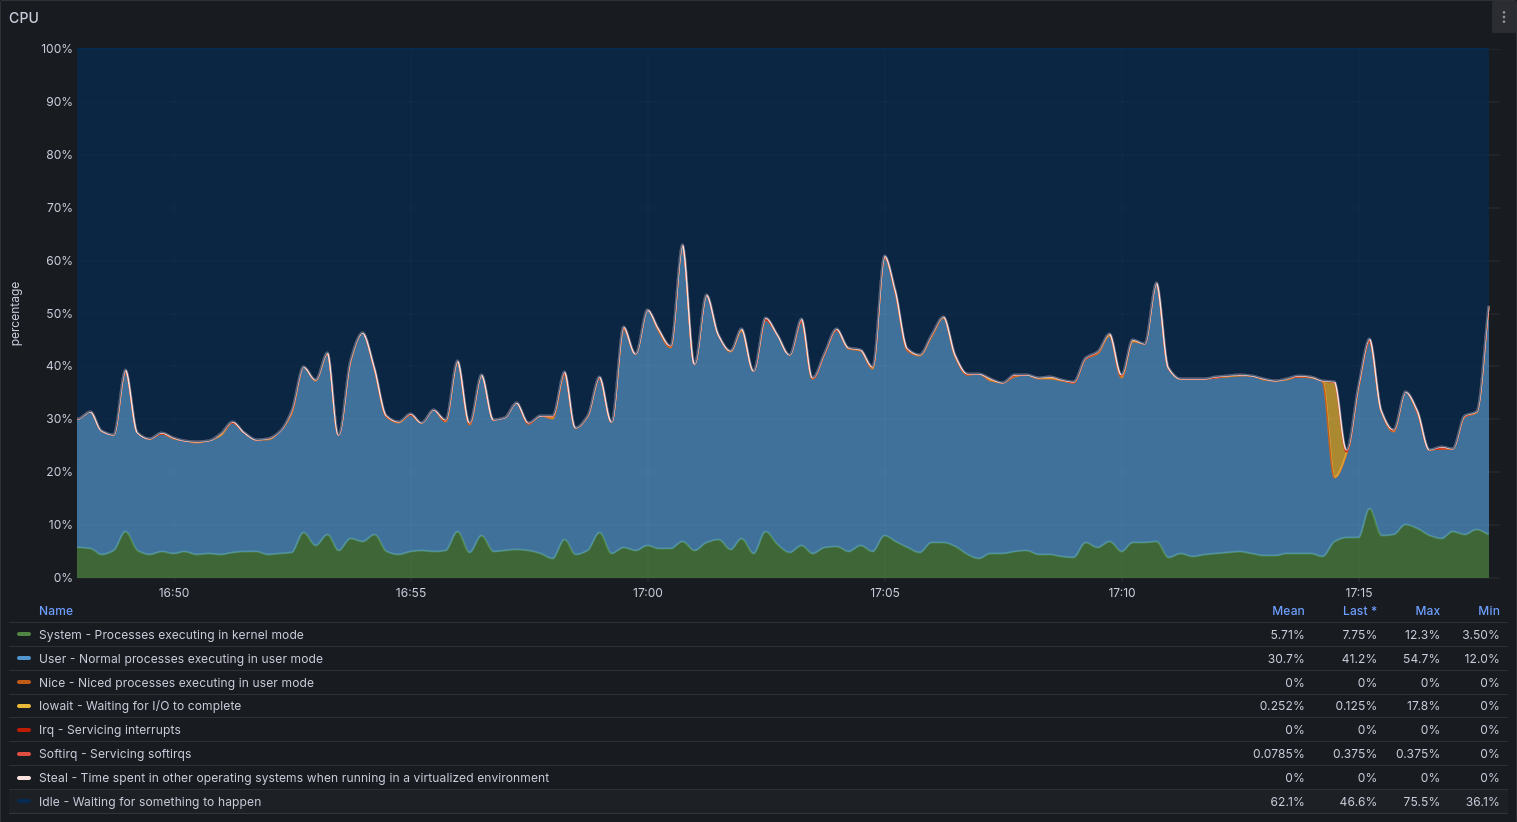 CPU
percentage
100%
90%
80%
70%
60%
50%
40%
30%
20%
10%
0%
16:50 16:55 17:00 17:05 17:10 17:15
Name Mean Last * Max Min
System - Processes executing in kernel mode 5.71% 7.75% 12.3% 3.50%
User - Normal processes executing in user mode 30.7% 41.2% 54.7% 12.0%
Nice - Niced processes executing in user mode 0% 0% 0% 0%
Iowait - Waiting for I/O to complete 0.252% 0.125% 17.8% 0%
Irq - Servicing interrupts 0% 0% 0% 0%
Softirq - Servicing softirqs 0.0785% 0.375% 0.375% 0%
Steal - Time spent in other operating systems when running in a virtualized environment 0% 0% 0% 0%
Idle - Waiting for something to happen 62.1% 46.6% 75.5% 36.1%